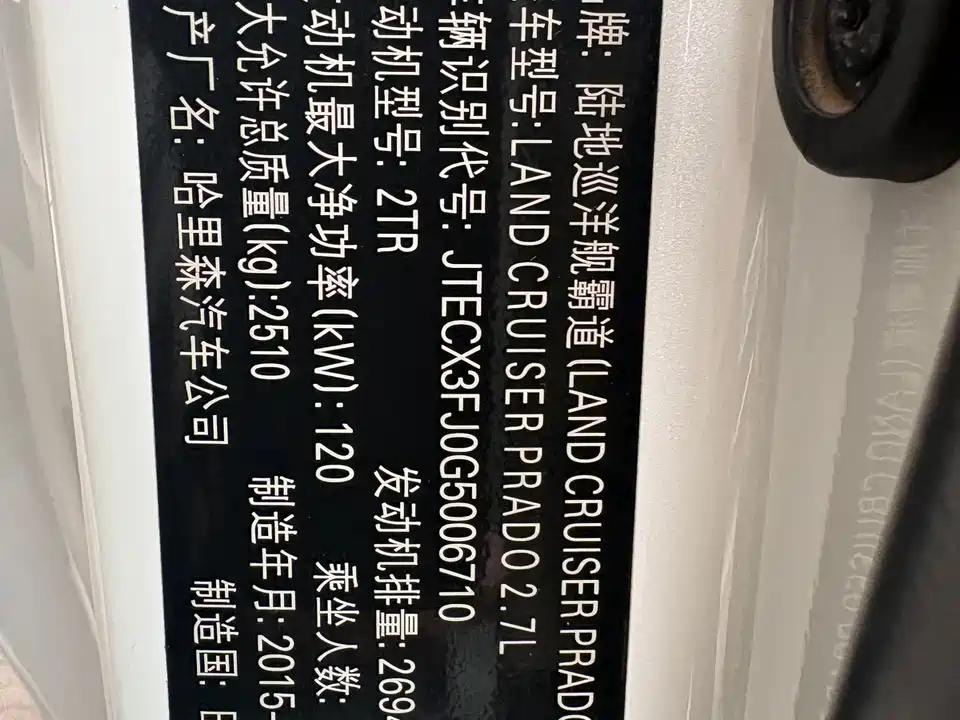 牌: 陆地巡洋舰霸道(LAND CRUISER PRADO
车型号:LAND CRUISER PRADO 2.7L
车辆识别代号: JTECX3FJ0G5006710
动机型号: 2TR 发动机排量: 2694
动机最大净功率(kW): 120 乘坐人数:
大允许总质量(kg):2510 制造年月: 2015-
产厂名: 哈里森汽车公司 制造国: 日